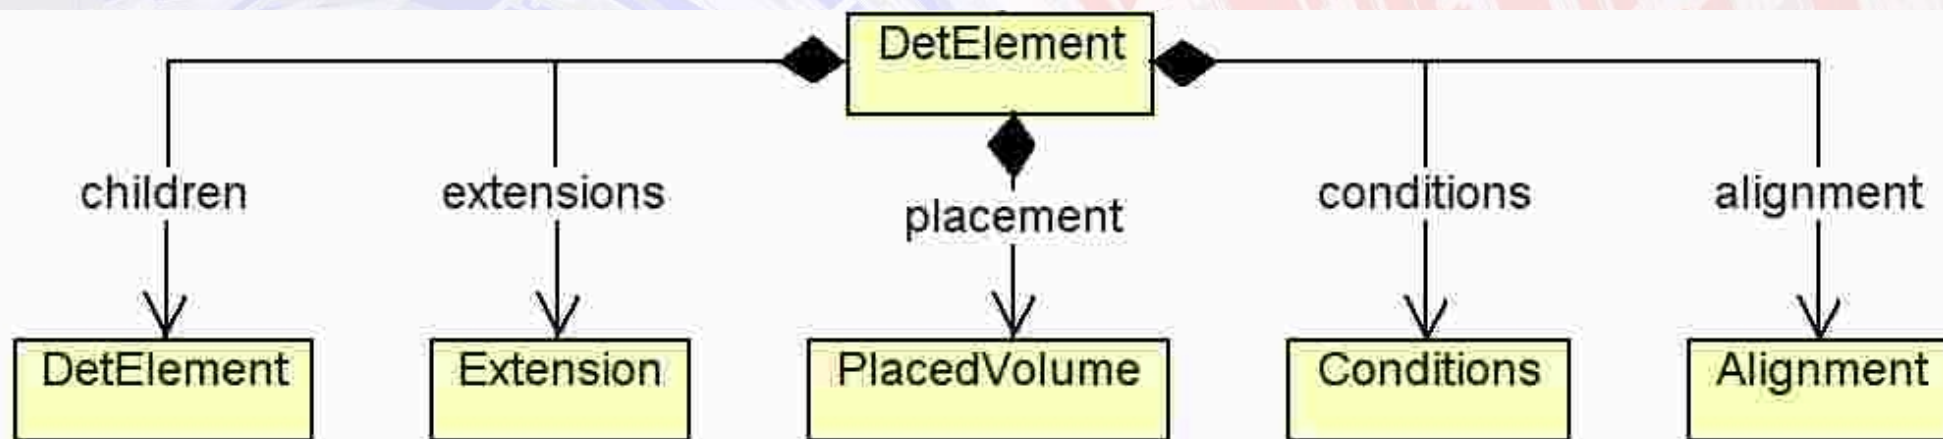 DetElement
children
extensions
placement
conditions
alignment
DetElement
Extension
PlacedVolume
Conditions
Alignment